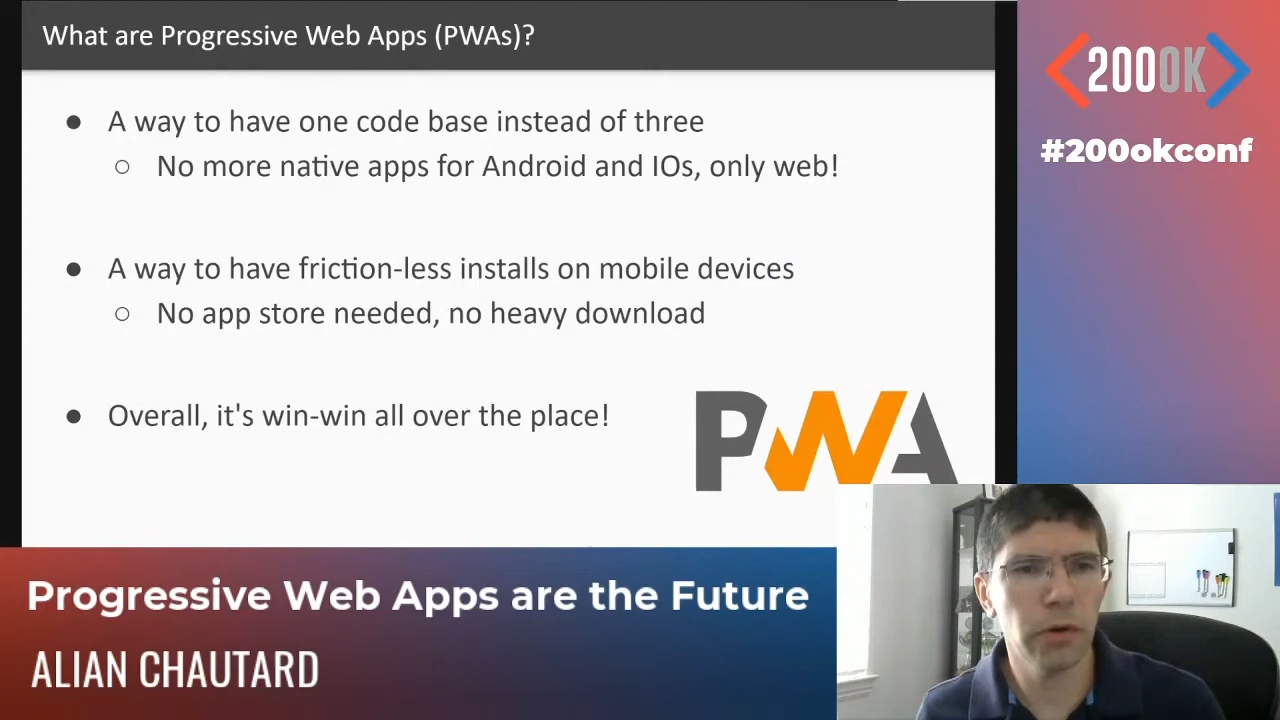 What are Progressive Web Apps (PWAs)?
● A way to have one code base instead of three
○ No more native apps for Android and IOs, only web!
● A way to have friction-less installs on mobile devices
○ No app store needed, no heavy download
● Overall, it's win-win all over the place!
PWA
200OK
#200okconf
Progressive Web Apps are the Future
ALIAN CHAUTARD